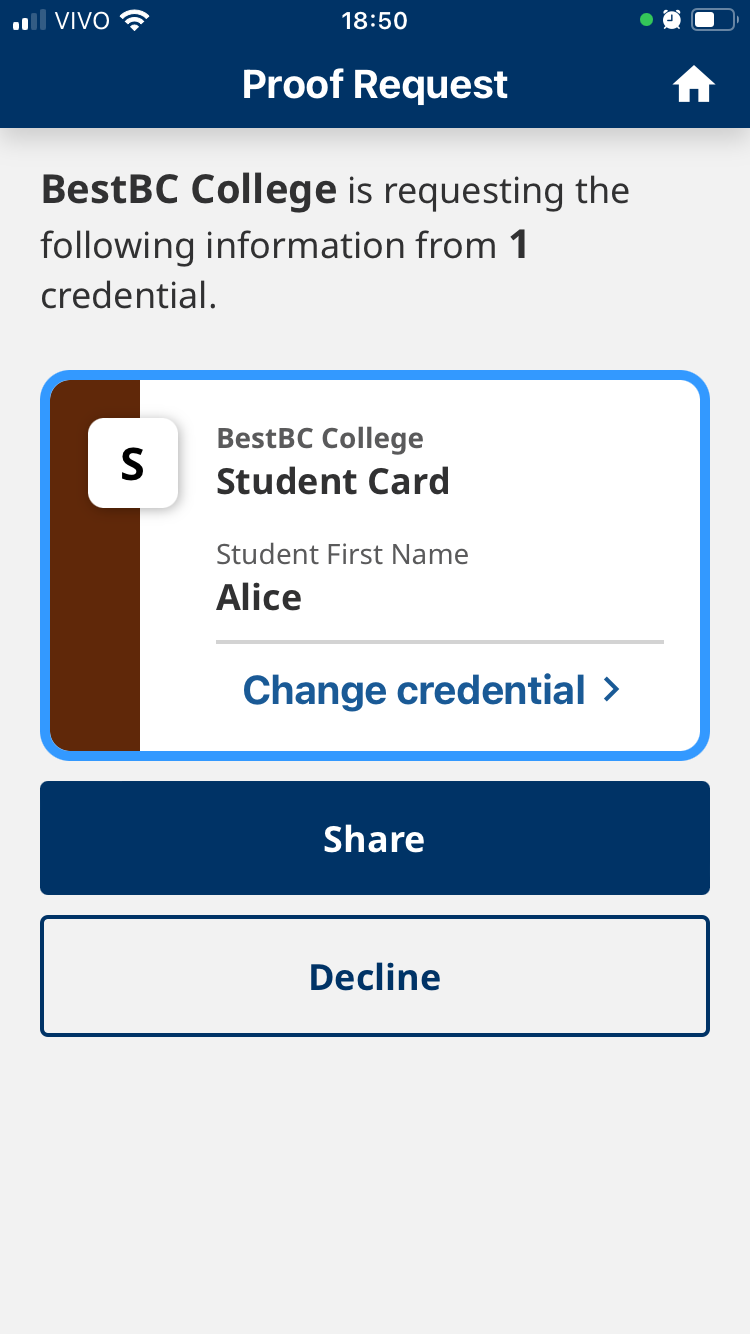 VIVO 18:50
Proof Request
BestBC College is requesting the
following information from 1
credential.
S
BestBC College
Student Card
Student First Name
Alice
Change credential
Share
Decline